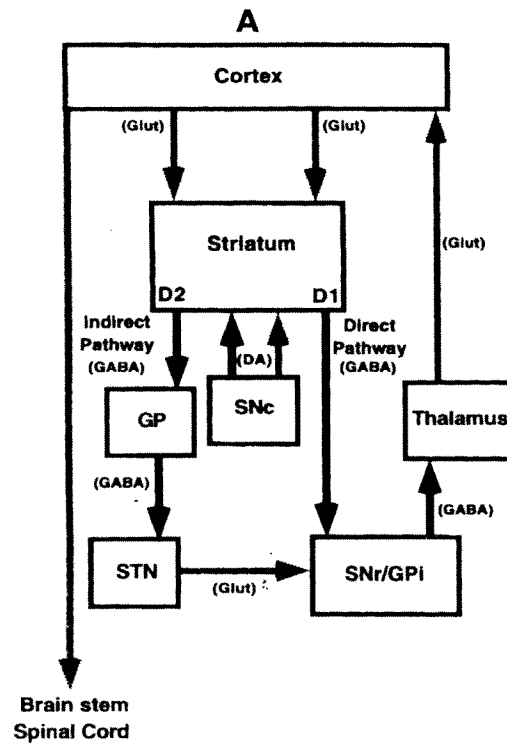 A
Cortex
(Glut)
(Glut)
(Glut)
Striatum
D2
D1
Indirect
Pathway
(GABA)
(DA)
Direct
Pathway
(GABA)
GP
SNc
Thalamus
(GABA)
(GABA)
STN
(Glut)
SNr/GPi
Brain stem
Spinal Cord